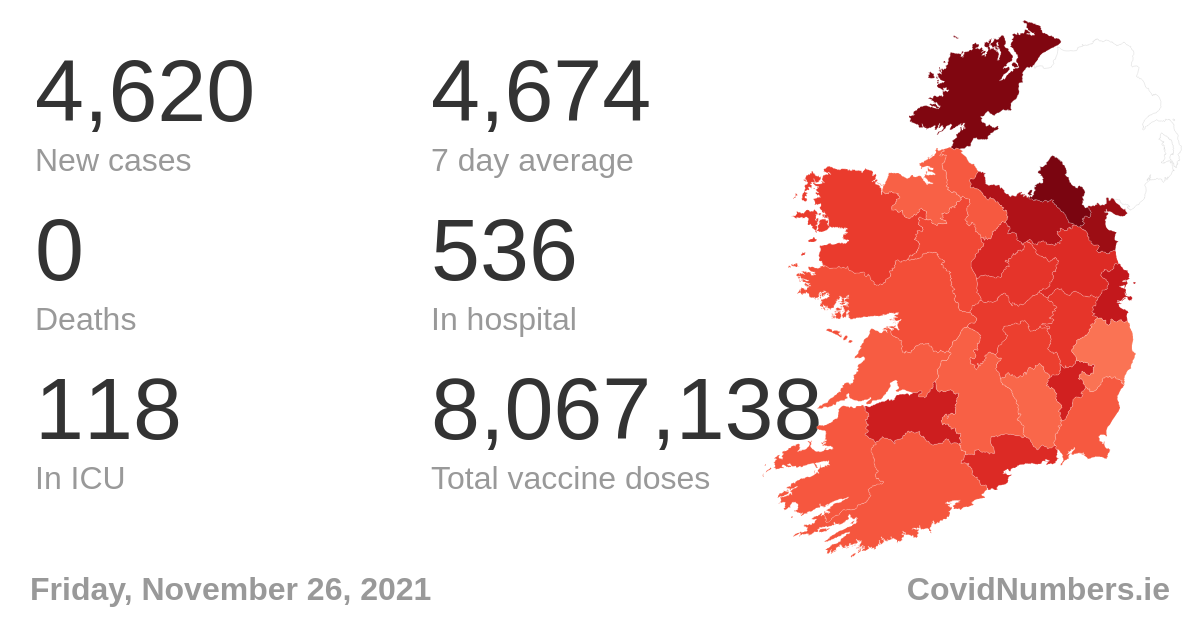 4,620
New cases
4,674
7 day average
0
Deaths
536
In hospital
118
In ICU
8,067,138
Total vaccine doses
Friday, November 26, 2021
CovidNumbers.ie